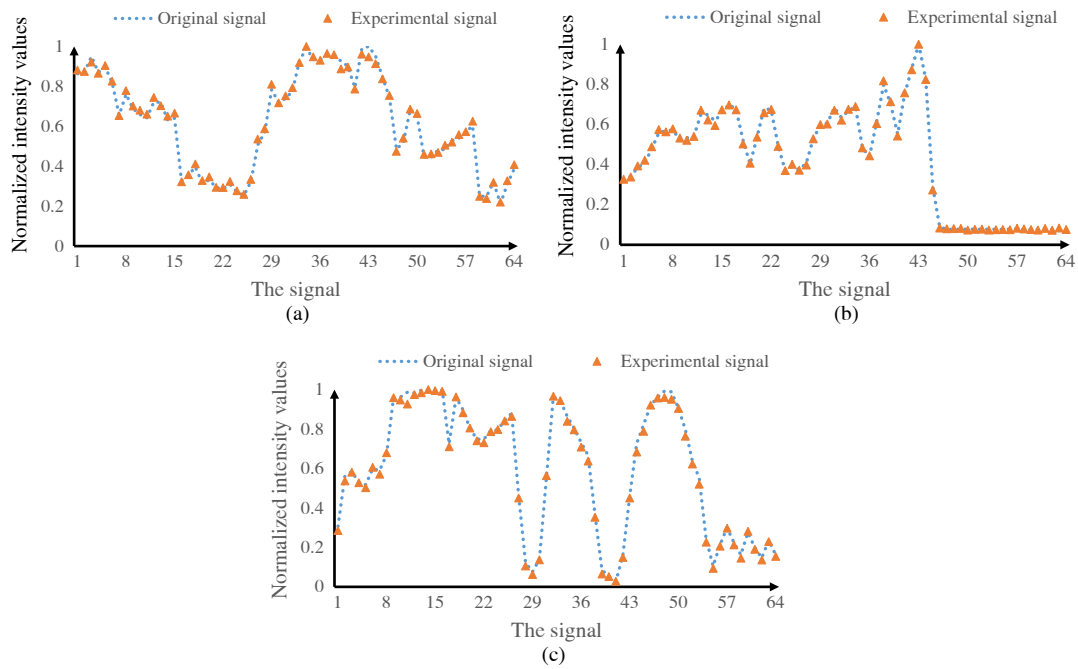 Original signal Experimental signal
Normalized intensity values
1
0.8
0.6
0.4
0.2
0
1 8 15 22 29 36 43 50 57 64
The signal
(a)
Original signal Experimental signal
Normalized intensity values
1
0.8
0.6
0.4
0.2
0
1 8 15 22 29 36 43 50 57 64
The signal
(b)
Original signal Experimental signal
Normalized intensity values
1
0.8
0.6
0.4
0.2
0
1 8 15 22 29 36 43 50 57 64
The signal
(c)